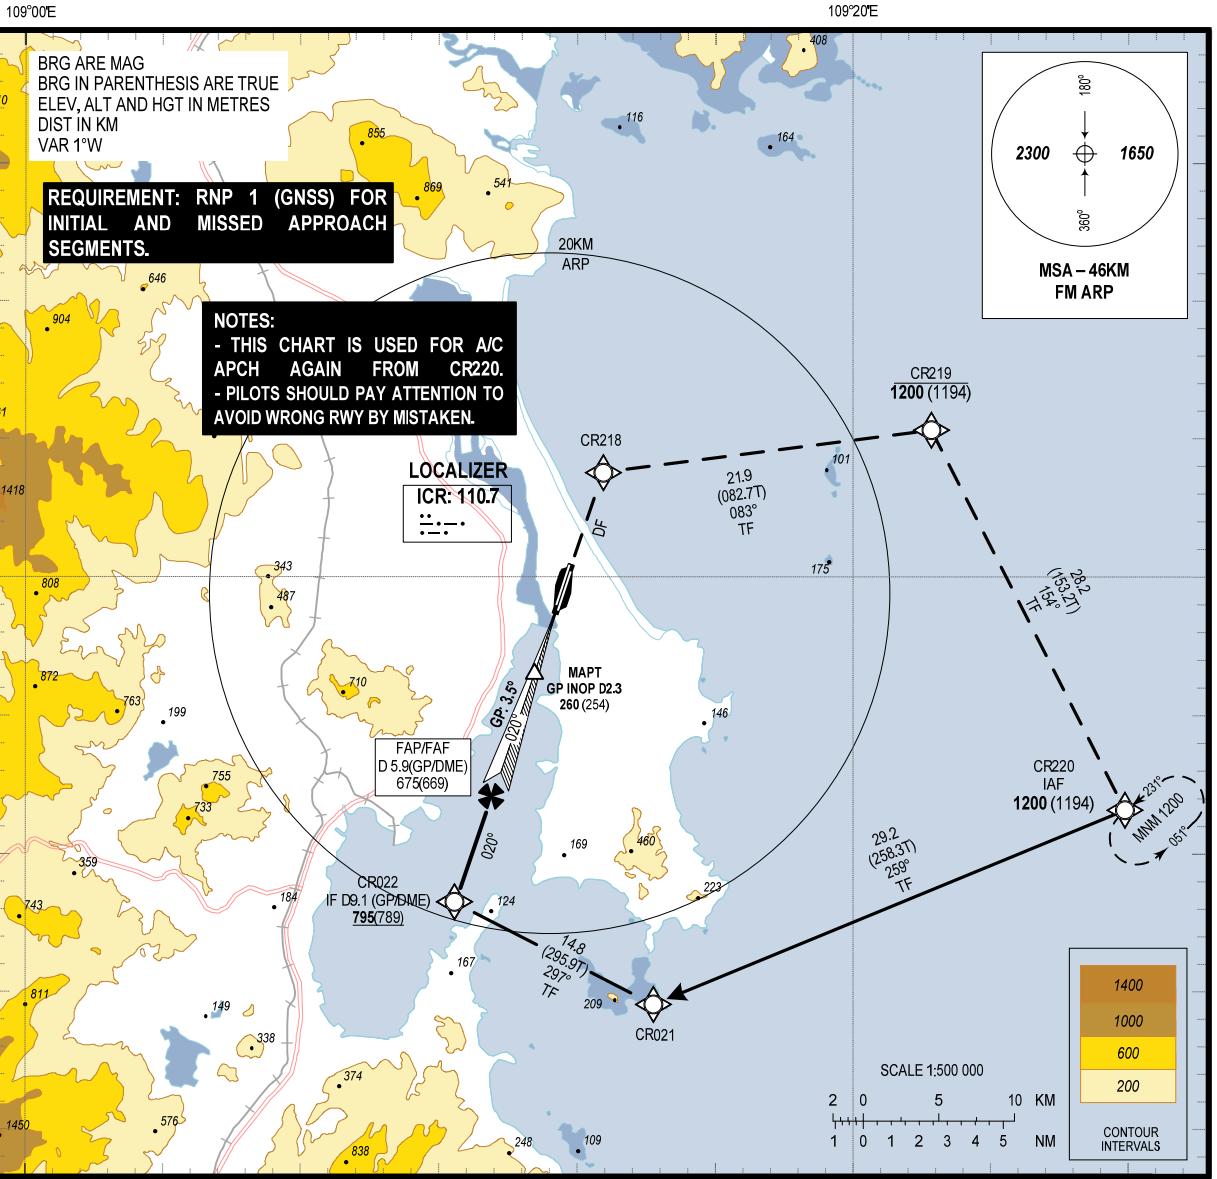 109°00'E
109°20'E
BRG ARE MAG
BRG IN PARENTHESIS ARE TRUE
ELEV, ALT AND HGT IN METRES
DIST IN KM
VAR 1°W
REQUIREMENT: RNP 1 (GNSS) FOR
INITIAL AND MISSED APPROACH
SEGMENTS.
408
116
164
855
869
541
180°
2300
1650
360°
MSA – 46KM
FM ARP
20KM
ARP
646
904
NOTES:
- THIS CHART IS USED FOR A/C
APCH AGAIN FROM CR220.
- PILOTS SHOULD PAY ATTENTION TO
AVOID WRONG RWY BY MISTAKEN.
CR219
1200 (1194)
CR218
LOCALIZER
ICR: 110.7
1418
101
21.9
(082.7T)
083°
TF
DF
175
343
487
808
28.2
(153.2T)
154°
TF
872
763
199
710
MAPT
GP INOP D2.3
260 (254)
GP: 3.5°
020°
146
FAP/FAF
D 5.9(GP/DME)
675(669)
755
733
CR220
IAF
1200 (1194)
231°
MNM 1200
051°
020°
169
460
29.2
(258.3T)
259°
TF
359
743
184
CR022
IF D9.1 (GP/DME)
795(789)
124
223
14.8
(295.9T)
297°
TF
167
209
CR021
811
149
338
374
576
1450
838
248
109
SCALE 1:500 000
2 0 5 10 KM
1 0 1 2 3 4 5 NM
1400
1000
600
200
CONTOUR
INTERVALS